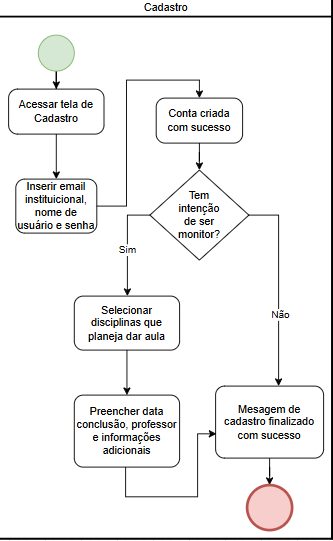 Cadastro
Acessar tela de
Cadastro
Inserir email
instituicional,
nome de
usuário e senha
Conta criada
com sucesso
Tem
intenção
de ser
monitor?
Sim
Não
Selecionar
disciplinas que
planeja dar aula
Preencher data
conclusão, professor
e informações
adicionais
Mesagem de
cadastro finalizado
com sucesso